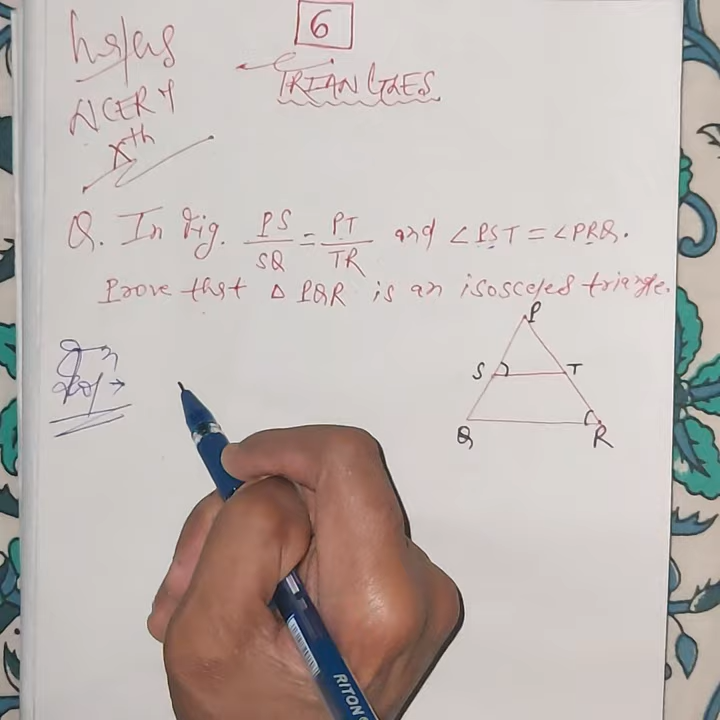 6
TRIANGLES
NCERT
Xth
Q. In Fig. PS/SQ = PT/TR and ∠PST = ∠PRQ.
Prove that Δ PQR is an isosceles triangle.
P
S T
Q R
Sol →
RITON